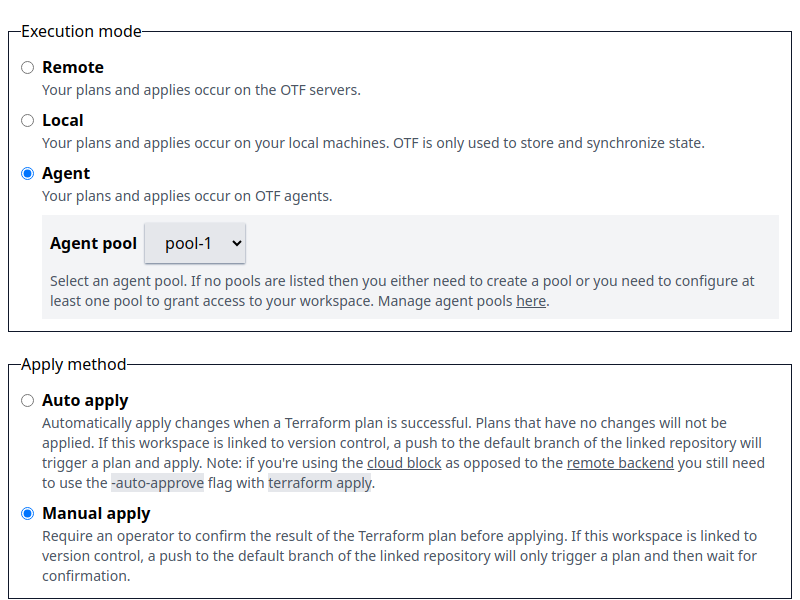 Execution mode
Remote
Your plans and applies occur on the OTF servers.
Local
Your plans and applies occur on your local machines. OTF is only used to store and synchronize state.
Agent
Your plans and applies occur on OTF agents.
Agent pool pool-1
Select an agent pool. If no pools are listed then you either need to create a pool or you need to configure at
least one pool to grant access to your workspace. Manage agent pools here.
Apply method
Auto apply
Automatically apply changes when a Terraform plan is successful. Plans that have no changes will not be
applied. If this workspace is linked to version control, a push to the default branch of the linked repository will
trigger a plan and apply. Note: if you're using the cloud block as opposed to the remote backend you still need
to use the -auto-approve flag with terraform apply.
Manual apply
Require an operator to confirm the result of the Terraform plan before applying. If this workspace is linked to
version control, a push to the default branch of the linked repository will only trigger a plan and then wait for
confirmation.